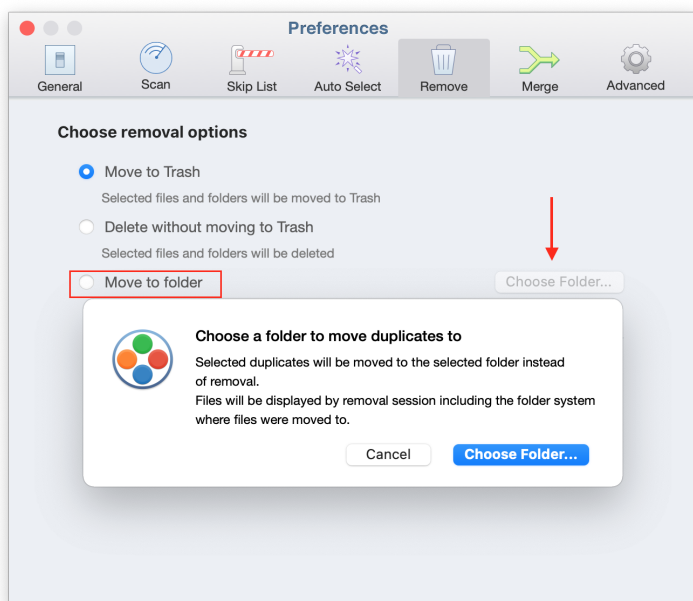 Preferences
General Scan Skip List Auto Select Remove Merge Advanced
Choose removal options
Move to Trash
Selected files and folders will be moved to Trash
Delete without moving to Trash
Selected files and folders will be deleted
Move to folder Choose Folder...
Choose a folder to move duplicates to
Selected duplicates will be moved to the selected folder instead
of removal.
Files will be displayed by removal session including the folder system
where files were moved to.
Cancel Choose Folder...